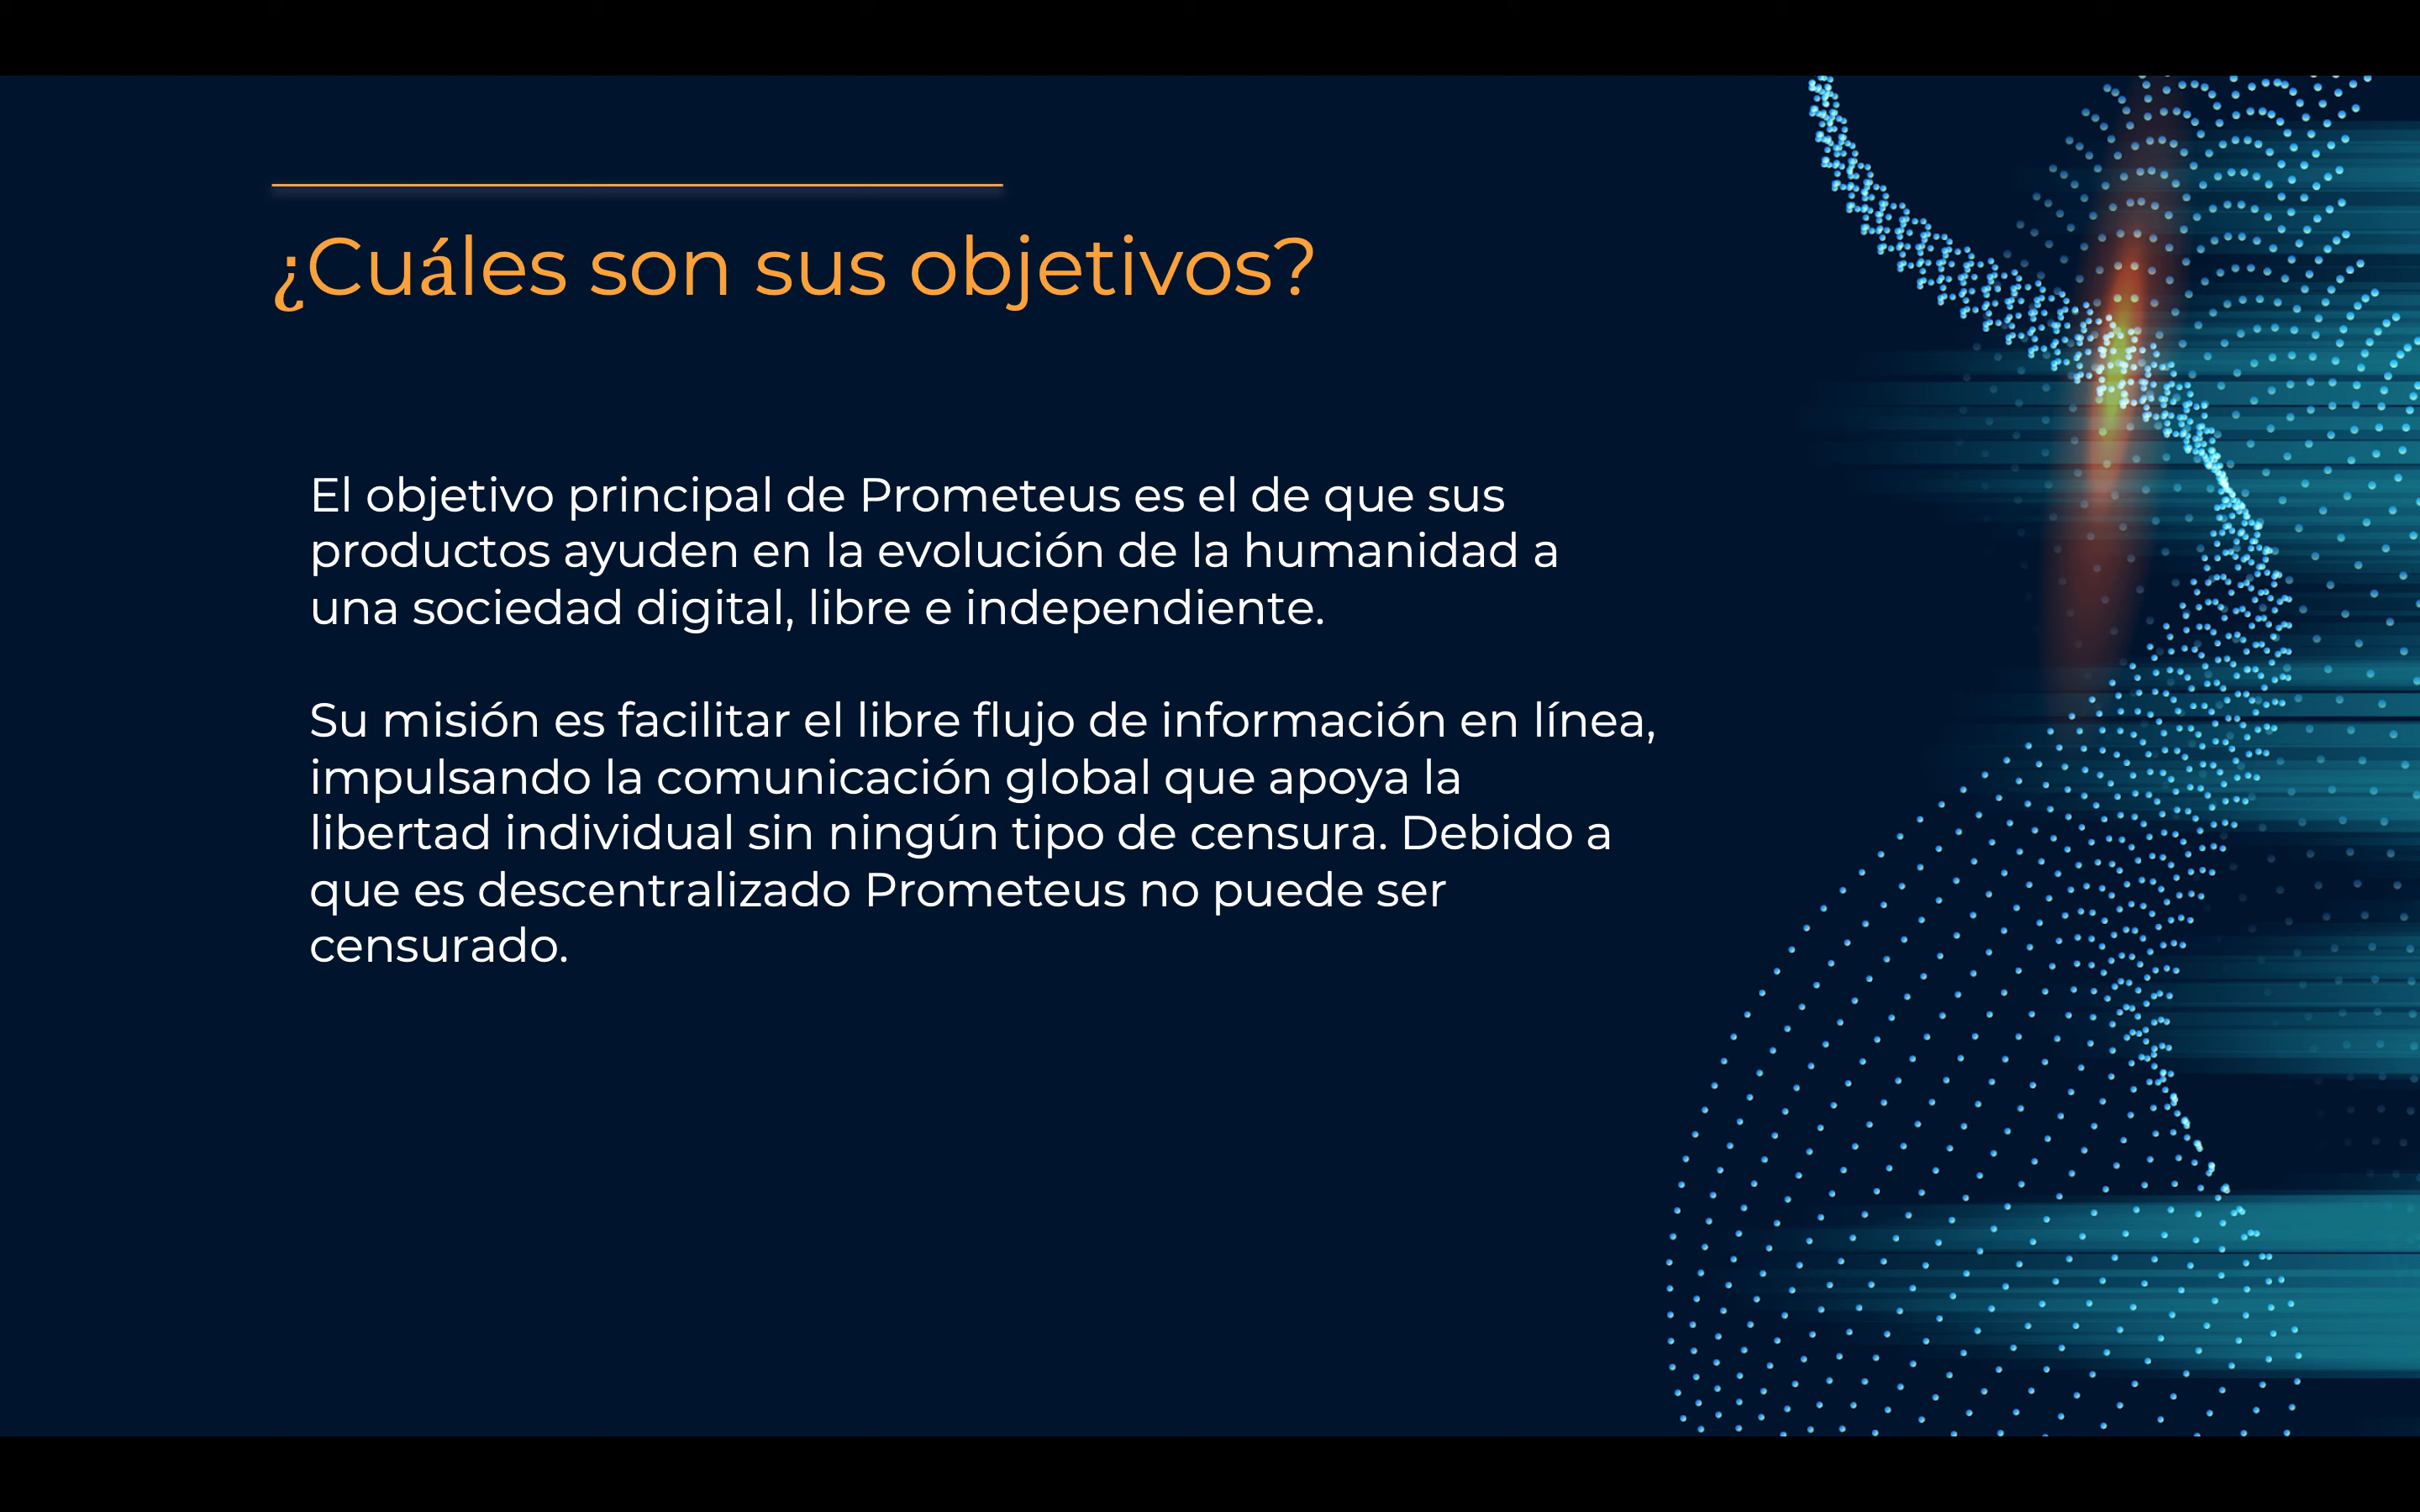 ¿Cuáles son sus objetivos?
El objetivo principal de Prometeus es el de que sus
productos ayuden en la evolución de la humanidad a
una sociedad digital, libre e independiente.
Su misión es facilitar el libre flujo de información en línea,
impulsando la comunicación global que apoya la
libertad individual sin ningún tipo de censura. Debido a
que es descentralizado Prometeus no puede ser
censurado.